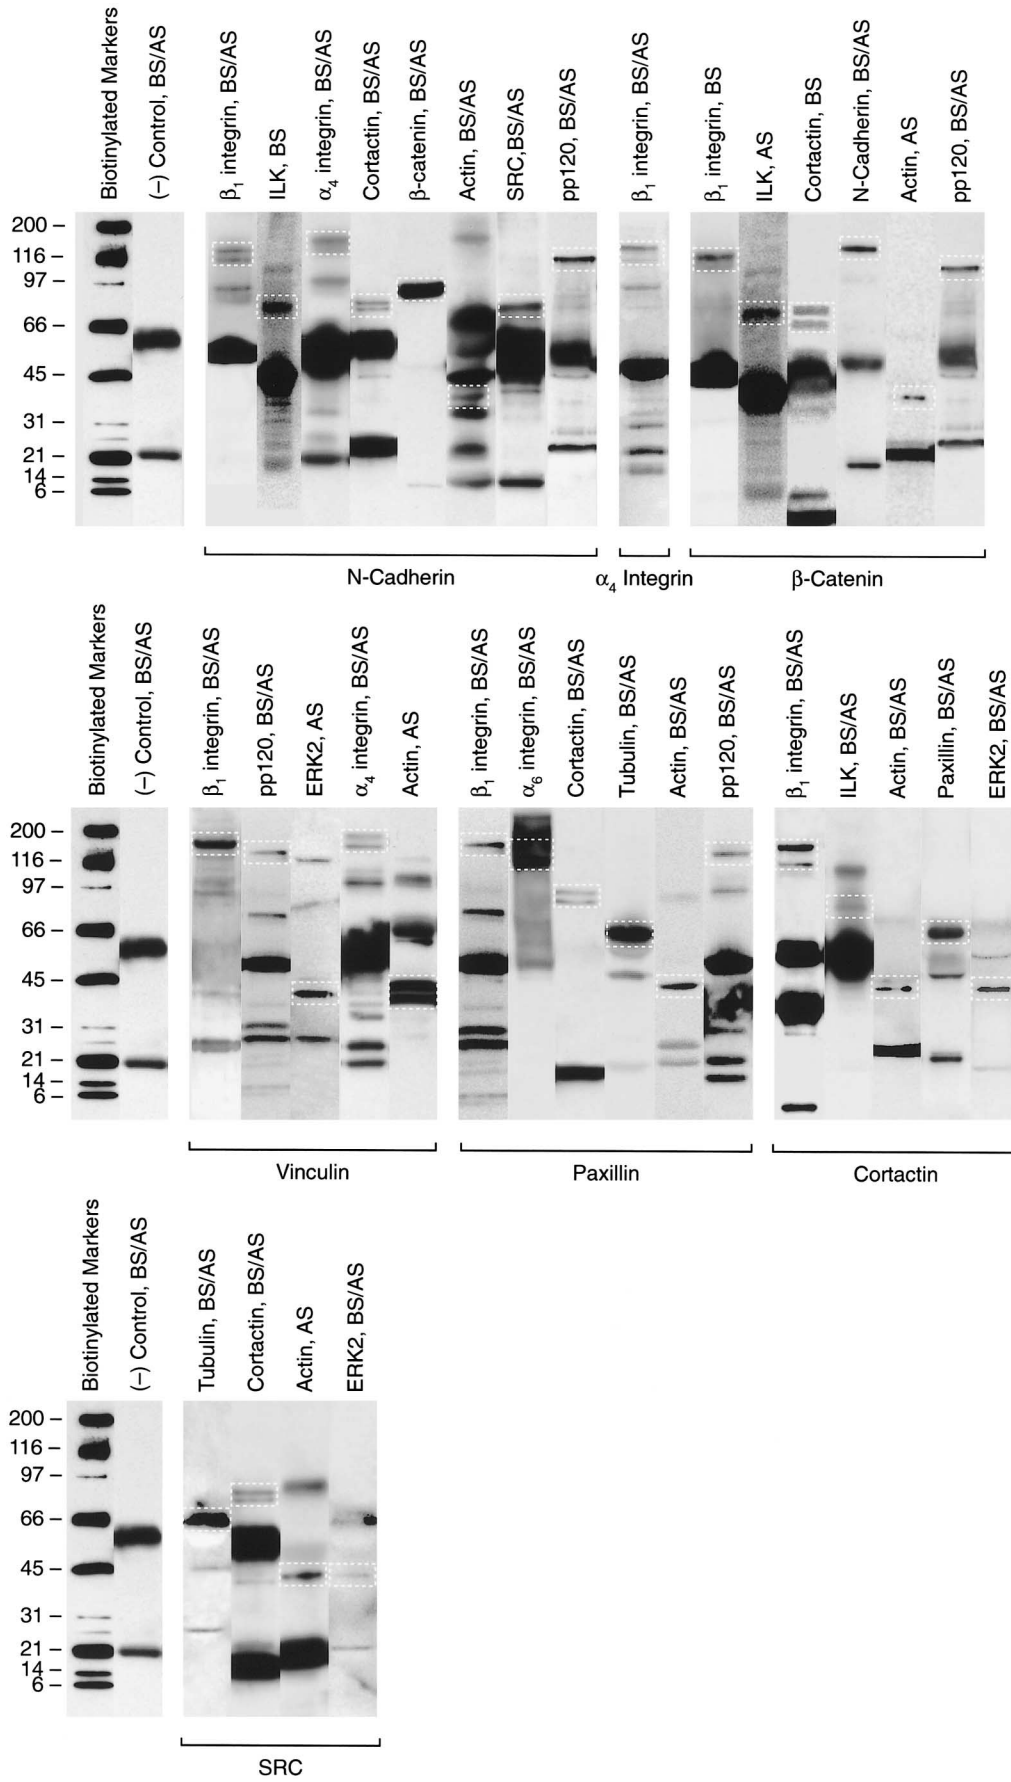 Biotinylated Markers
(–) Control, BS/AS
β1 integrin, BS/AS
ILK, BS
α4 integrin, BS/AS
Cortactin, BS/AS
β-catenin, BS/AS
Actin, BS/AS
SRC,BS/AS
pp120, BS/AS
β1 integrin, BS/AS
β1 integrin, BS
ILK, AS
Cortactin, BS
N-Cadherin, BS/AS
Actin, AS
pp120, BS/AS
200 –
116 –
97 –
66 –
45 –
31 –
21 –
14 –
6 –
N-Cadherin
α4 Integrin
β-Catenin
Biotinylated Markers
(–) Control, BS/AS
β1 integrin, BS/AS
pp120, BS/AS
ERK2, AS
α4 integrin, BS/AS
Actin, AS
β1 integrin, BS/AS
α6 integrin, BS/AS
Cortactin, BS/AS
Tubulin, BS/AS
Actin, BS/AS
pp120, BS/AS
β1 integrin, BS/AS
ILK, BS/AS
Actin, BS/AS
Paxillin, BS/AS
ERK2, BS/AS
200 –
116 –
97 –
66 –
45 –
31 –
21 –
14 –
6 –
Vinculin
Paxillin
Cortactin
Biotinylated Markers
(–) Control, BS/AS
Tubulin, BS/AS
Cortactin, BS/AS
Actin, AS
ERK2, BS/AS
200 –
116 –
97 –
66 –
45 –
31 –
21 –
14 –
6 –
SRC